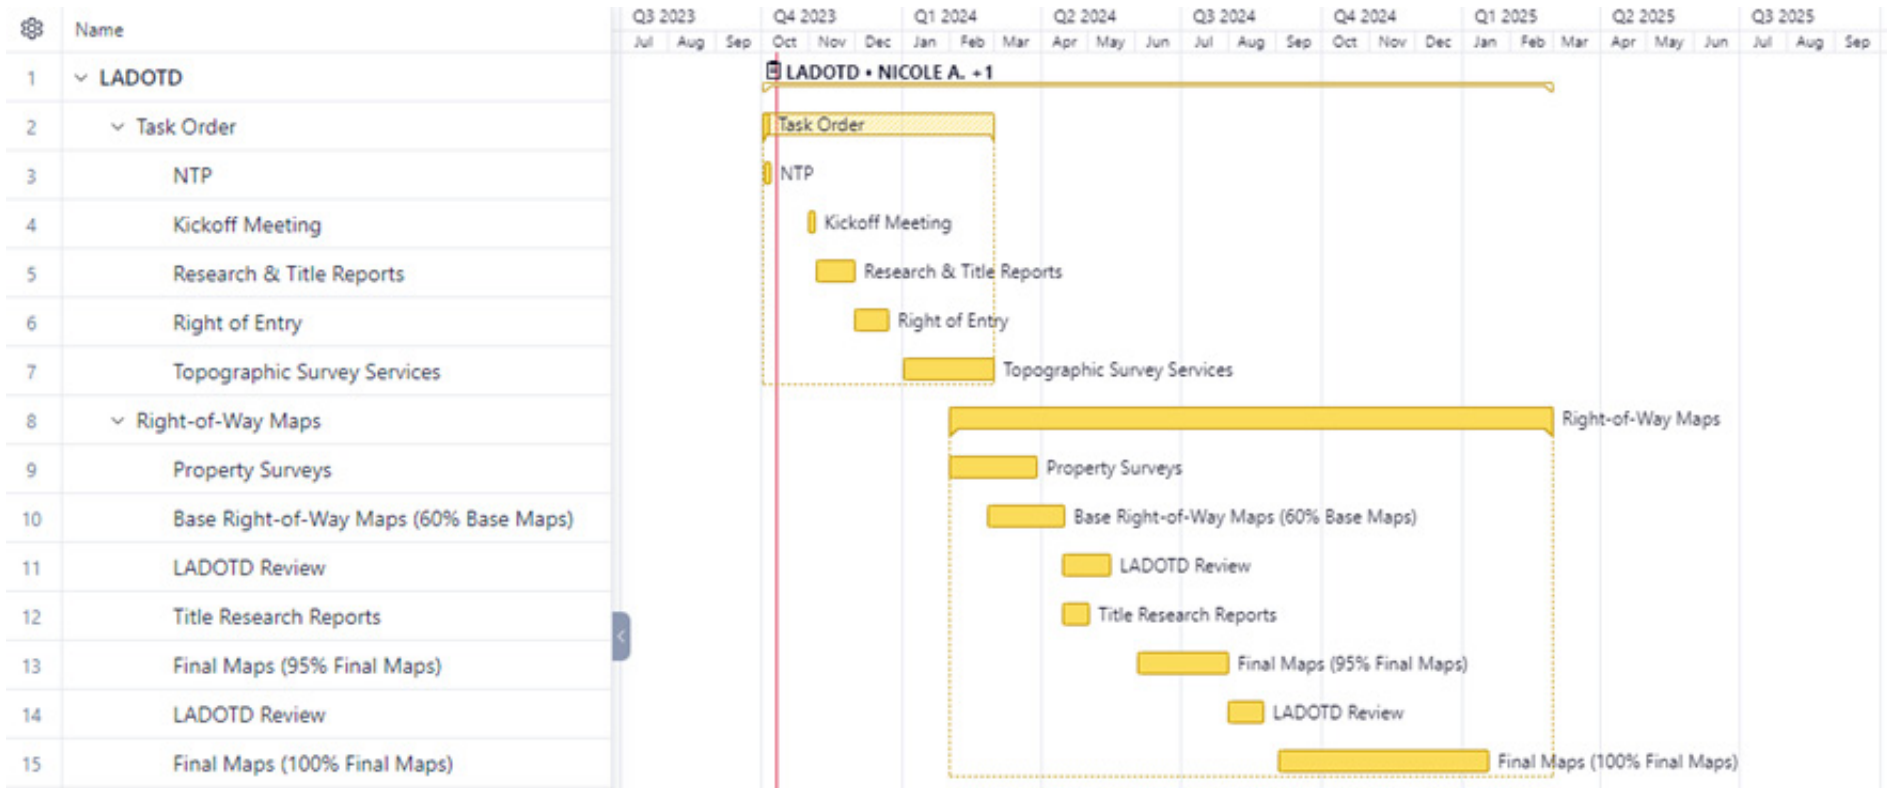 Q3 2023 Q4 2023 Q1 2024 Q2 2024 Q3 2024 Q4 2024 Q1 2025 Q2 2025 Q3 2025
Name
Jul Aug Sep Oct Nov Dec Jan Feb Mar Apr May Jun Jul Aug Sep Oct Nov Dec Jan Feb Mar Apr May Jun Jul Aug Sep
1 LADOTD LADOTD • NICOLE A. +1
2 Task Order Task Order
3 NTP NTP
4 Kickoff Meeting Kickoff Meeting
5 Research & Title Reports Research & Title Reports
6 Right of Entry Right of Entry
7 Topographic Survey Services Topographic Survey Services
8 Right-of-Way Maps Right-of-Way Maps
9 Property Surveys Property Surveys
10 Base Right-of-Way Maps (60% Base Maps) Base Right-of-Way Maps (60% Base Maps)
11 LADOTD Review LADOTD Review
12 Title Research Reports Title Research Reports
13 Final Maps (95% Final Maps) Final Maps (95% Final Maps)
14 LADOTD Review LADOTD Review
15 Final Maps (100% Final Maps) Final Maps (100% Final Maps)